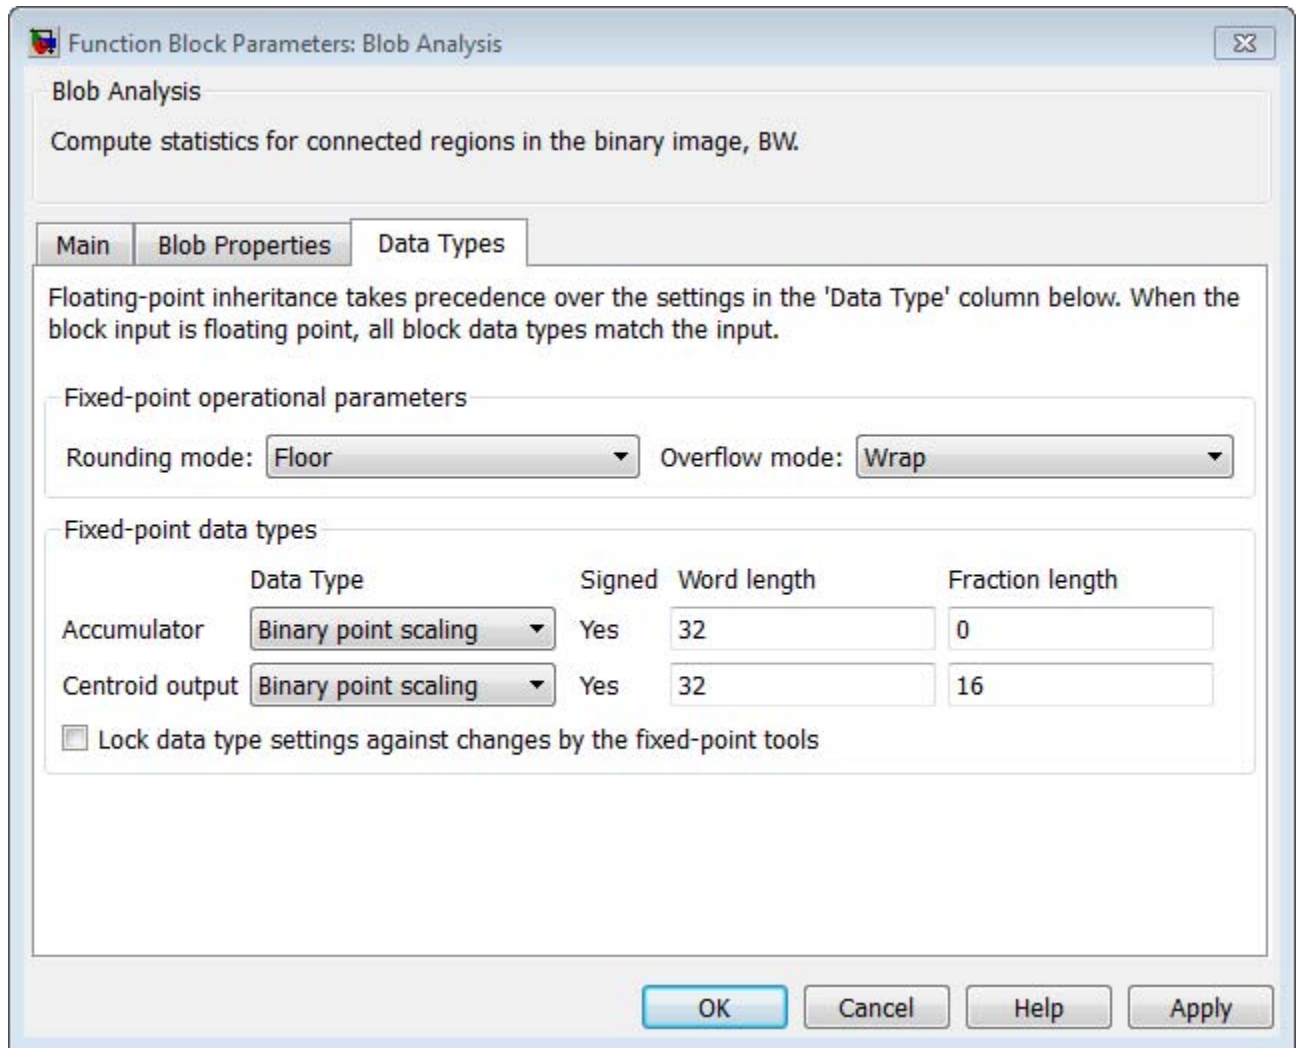 Function Block Parameters: Blob Analysis
Blob Analysis
Compute statistics for connected regions in the binary image, BW.
Main Blob Properties Data Types
Floating-point inheritance takes precedence over the settings in the 'Data Type' column below. When the
block input is floating point, all block data types match the input.
Fixed-point operational parameters
Rounding mode: Floor Overflow mode: Wrap
Fixed-point data types
Data Type Signed Word length Fraction length
Accumulator Binary point scaling Yes 32 0
Centroid output Binary point scaling Yes 32 16
Lock data type settings against changes by the fixed-point tools
OK Cancel Help Apply